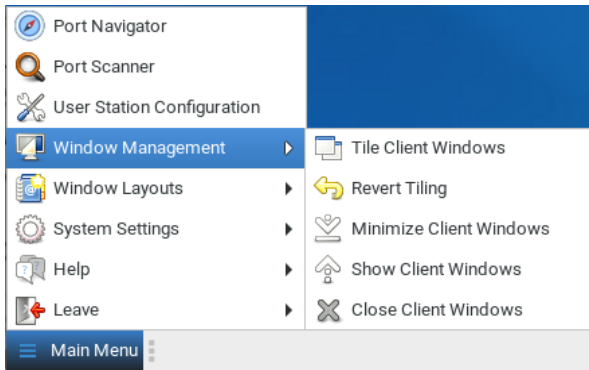 Port Navigator
Port Scanner
User Station Configuration
Window Management
Window Layouts
System Settings
Help
Leave
Main Menu
Tile Client Windows
Revert Tiling
Minimize Client Windows
Show Client Windows
Close Client Windows